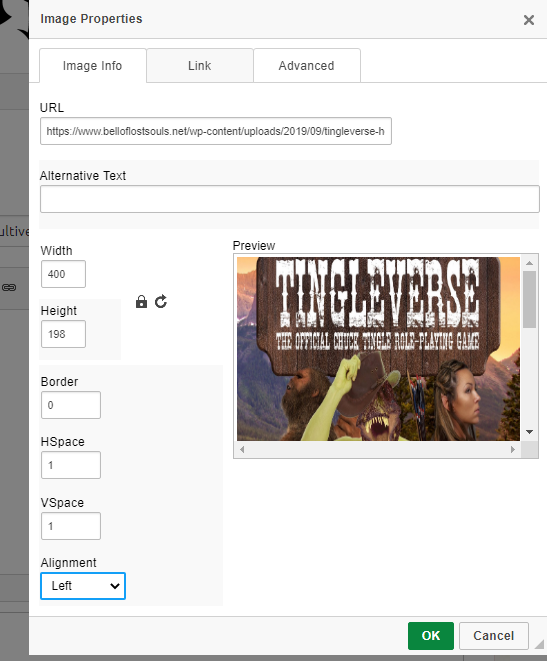 Image Properties
Image Info
Link
Advanced
URL
https://www.belloflostsouls.net/wp-content/uploads/2019/09/tingleverse-h
Alternative Text
Width
400
Preview
TINGLEVERSE
THE OFFICIAL CHUCK TINGLE ROLE-PLAYING GAME
Height
198
Border
0
HSpace
1
VSpace
1
Alignment
Left
OK
Cancel